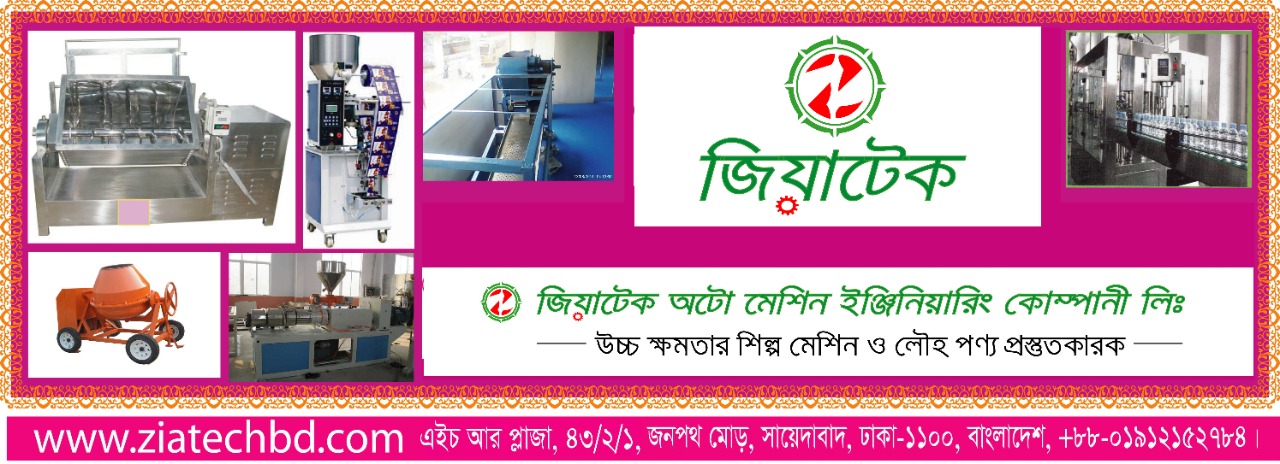 জিয়াটেক
জিয়াটেক অটো মেশিন ইঞ্জিনিয়ারিং কোম্পানী লিঃ
উচ্চ ক্ষমতার শিল্প মেশিন ও লৌহ পণ্য প্রস্তুতকারক
www.ziatechbd.com এইচ আর প্লাজা, ৪৩/২/১, জনপথ মোড়, সায়েদাবাদ, ঢাকা-১১০০, বাংলাদেশ, +৮৮-০১৯১২১৫২৭৮৪।